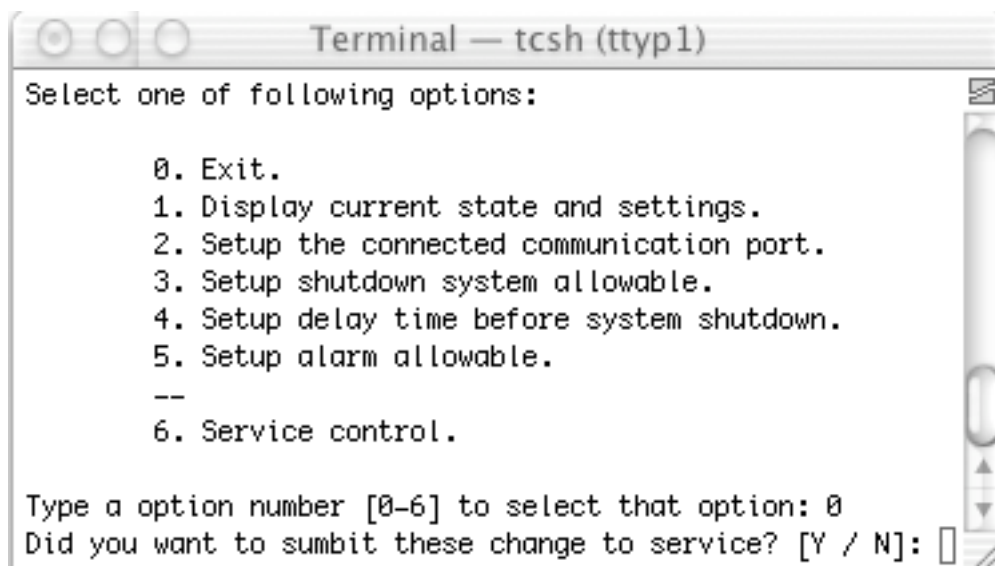 Terminal — tcsh (ttyp1)
Select one of following options:
0. Exit.
1. Display current state and settings.
2. Setup the connected communication port.
3. Setup shutdown system allowable.
4. Setup delay time before system shutdown.
5. Setup alarm allowable.
--
6. Service control.
Type a option number [0-6] to select that option: 0
Did you want to sumbit these change to service? [Y / N]: